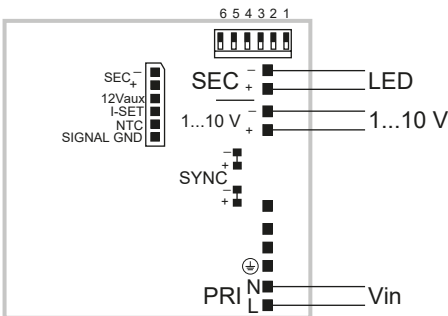 6 5 4 3 2 1
SEC –
+
12Vaux
I-SET
NTC
SIGNAL GND
SEC –
+
LED
1...10 V –
+
1...10 V
SYNC
–
+
–
+
PRI N
L
Vin